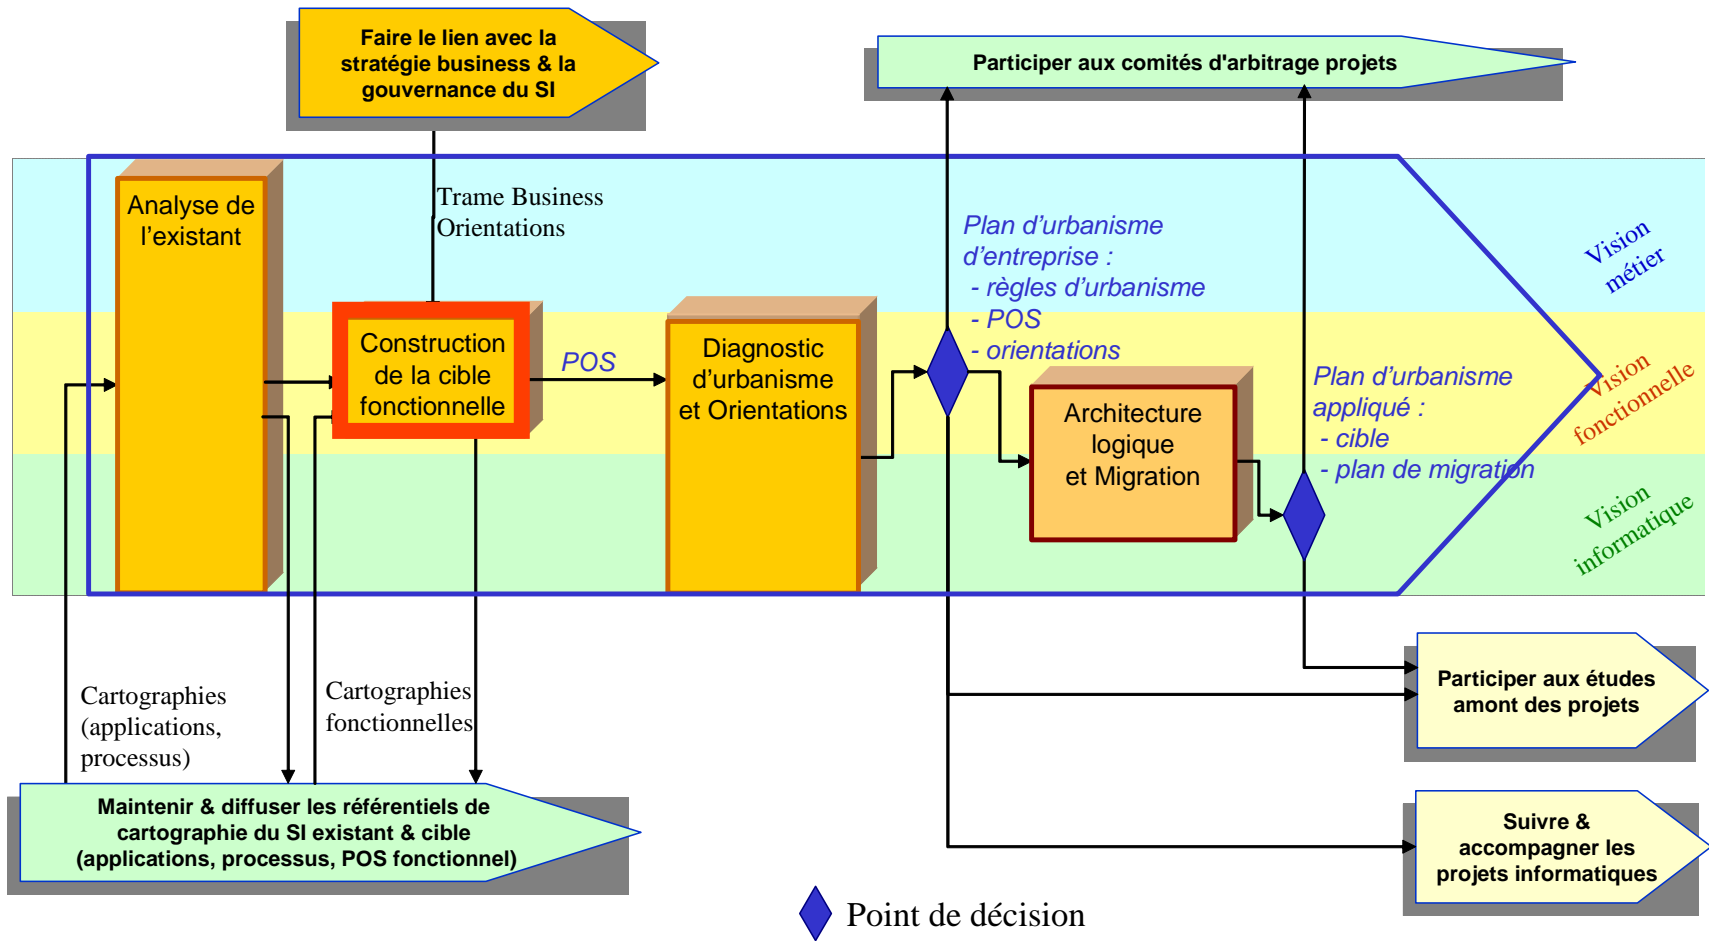 Faire le lien avec la
stratégie business & la
gouvernance du SI
Participer aux comités d'arbitrage projets
Analyse de
l'existant
Trame Business
Orientations
Plan d'urbanisme
d'entreprise :
- règles d'urbanisme
- POS
- orientations
Vision
métier
Construction
de la cible
fonctionnelle
POS
Diagnostic
d'urbanisme
et Orientations
Architecture
logique
et Migration
Plan d'urbanisme
appliqué :
- cible
- plan de migration
Vision
fonctionnelle
Vision
informatique
Cartographies
(applications,
processus)
Cartographies
fonctionnelles
Participer aux études
amont des projets
Maintenir & diffuser les référentiels de
cartographie du SI existant & cible
(applications, processus, POS fonctionnel)
Suivre &
accompagner les
projets informatiques
Point de décision